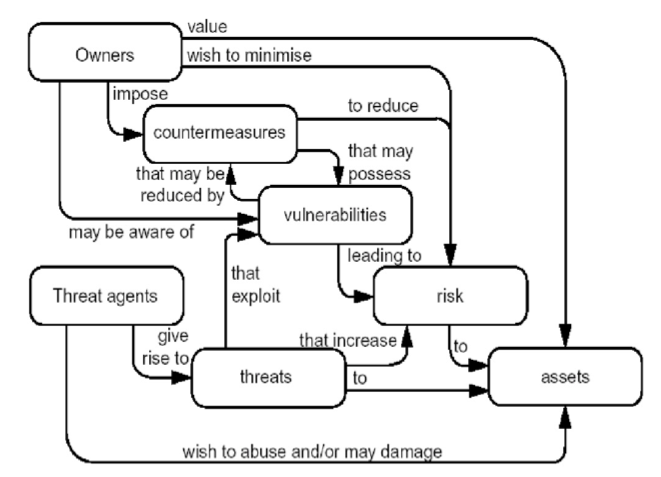 value
Owners
wish to minimise
impose
to reduce
countermeasures
that may
possess
that may be
reduced by
vulnerabilities
may be aware of
leading to
that
exploit
Threat agents
risk
give
rise to
that increase
to
threats
to
assets
wish to abuse and/or may damage